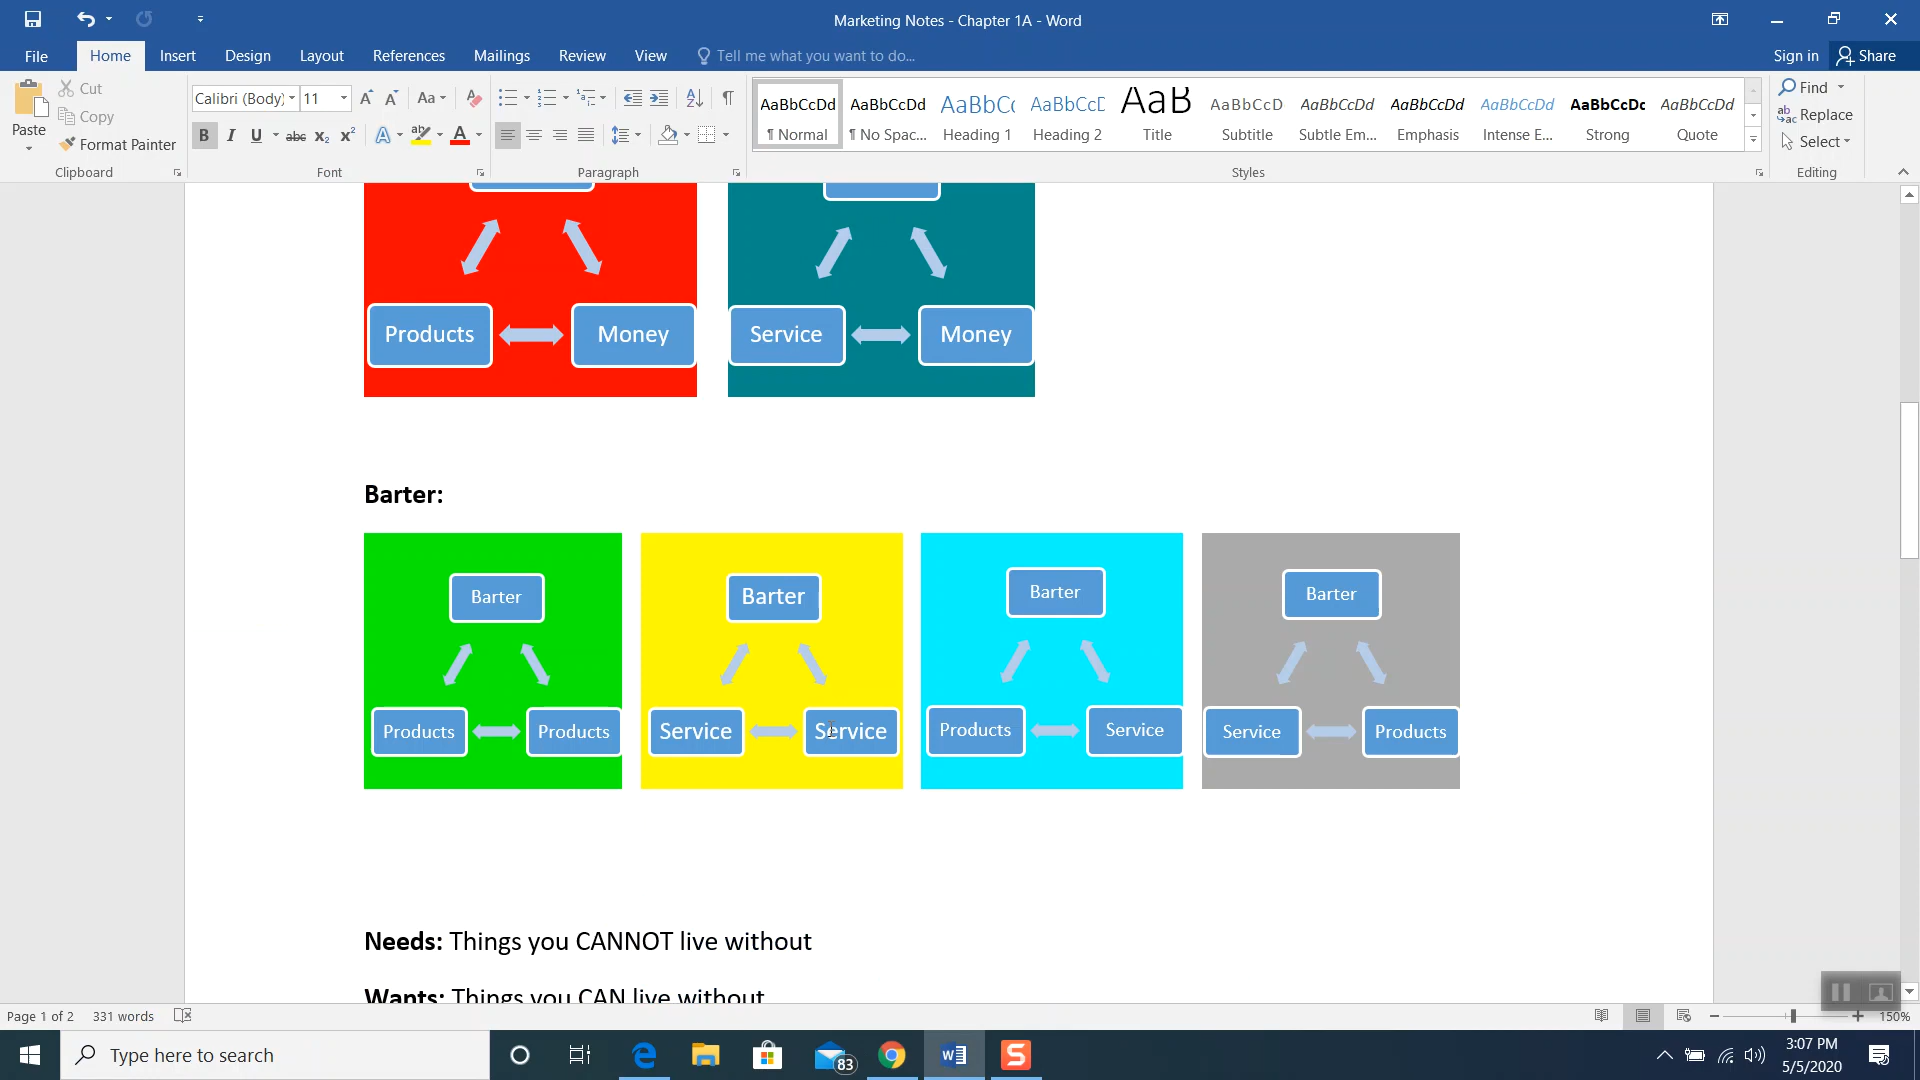 Marketing Notes - Chapter 1A - Word
File Home Insert Design Layout References Mailings Review View Tell me what you want to do... Sign in Share
Paste
Cut
Copy
Format Painter
Clipboard
Calibri (Body) 11
Aa
B I U abc X₂ X² A A
Font
Paragraph
AaBbCcDd AaBbCcDd AaBbCc AaBbCcD AaB AaBbCcD AaBbCcDd AaBbCcDd AaBbCcDd AaBbCcDc AaBbCcDd
¶ Normal ¶ No Spac... Heading 1 Heading 2 Title Subtitle Subtle Em... Emphasis Intense E... Strong Quote
Styles
Find
Replace
Select
Editing
Products Money Service Money
Barter:
Barter Barter Barter Barter
Products Products Service Service Products Service Service Products
Needs: Things you CANNOT live without
Wants: Things you CAN live without
Page 1 of 2 331 words 150%
Type here to search
83
3:07 PM
5/5/2020